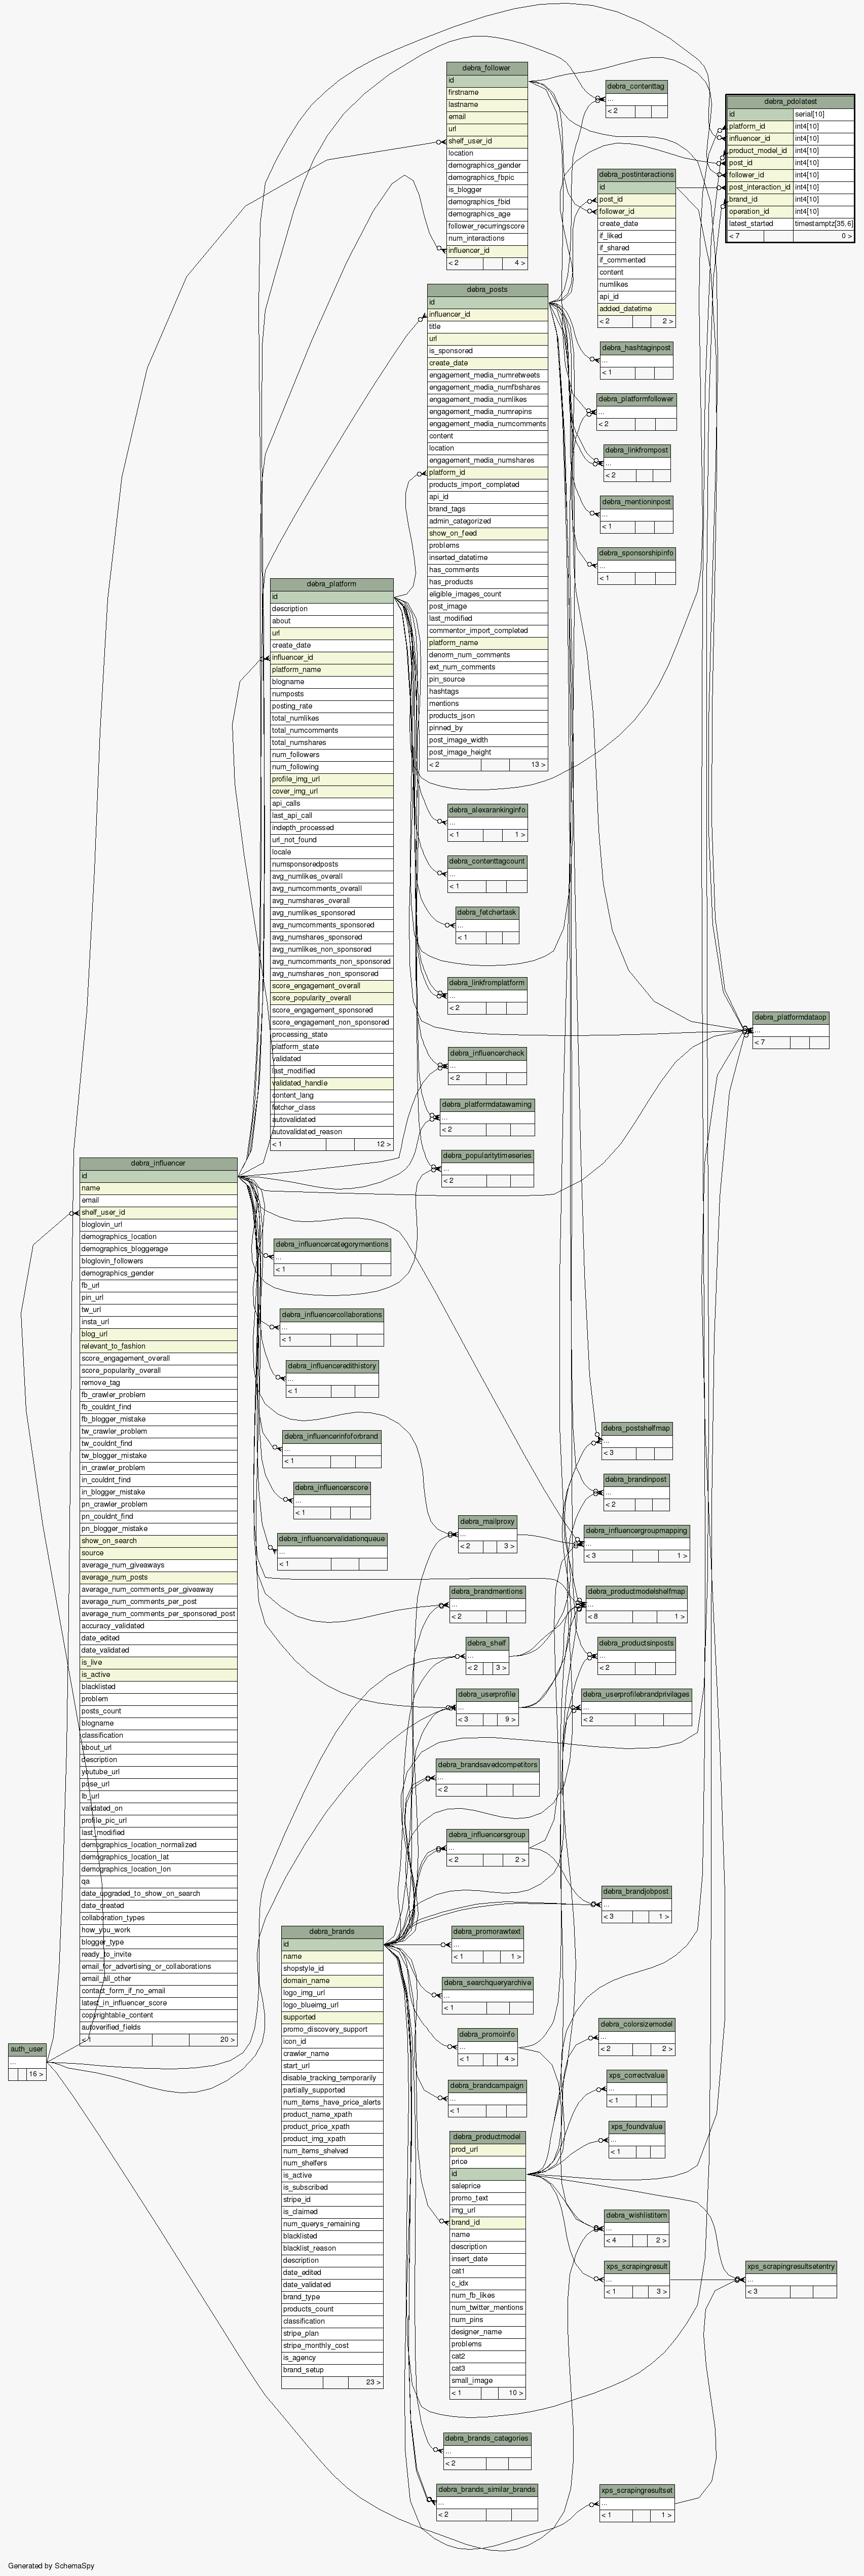 debra_follower
id
firstname
lastname
email
url
shelf_user_id
location
demographics_gender
demographics_fbpic
is_blogger
demographics_fbid
demographics_age
follower_recurringscore
num_interactions
influencer_id
< 2 4 >
debra_contenttag
...
< 2
debra_pdolatest
id serial[10]
platform_id int4[10]
influencer_id int4[10]
product_model_id int4[10]
post_id int4[10]
follower_id int4[10]
post_interaction_id int4[10]
brand_id int4[10]
operation_id int4[10]
latest_started timestamptz[35,6]
< 7 0 >
debra_postinteractions
id
post_id
follower_id
create_date
if_liked
if_shared
if_commented
content
numlikes
api_id
added_datetime
< 2 2 >
debra_posts
id
influencer_id
title
url
is_sponsored
create_date
engagement_media_numretweets
engagement_media_numfbshares
engagement_media_numlikes
engagement_media_numrepins
engagement_media_numcomments
content
location
engagement_media_numshares
platform_id
products_import_completed
api_id
brand_tags
admin_categorized
show_on_feed
problems
inserted_datetime
has_comments
has_products
eligible_images_count
post_image
last_modified
commentor_import_completed
platform_name
denorm_num_comments
ext_num_comments
pin_source
hashtags
mentions
products_json
pinned_by
post_image_width
post_image_height
< 2 13 >
debra_hashtaginpost
...
< 1
debra_platformfollower
...
< 2
debra_linkfrompost
...
< 2
debra_mentioninpost
...
< 1
debra_sponsorshipinfo
...
< 1
debra_platform
id
description
about
url
create_date
influencer_id
platform_name
blogname
numposts
posting_rate
total_numlikes
total_numcomments
total_numshares
num_followers
num_following
profile_img_url
cover_img_url
api_calls
last_api_call
indepth_processed
url_not_found
locale
numsponsoredposts
avg_numlikes_overall
avg_numcomments_overall
avg_numshares_overall
avg_numlikes_sponsored
avg_numcomments_sponsored
avg_numshares_sponsored
avg_numlikes_non_sponsored
avg_numcomments_non_sponsored
avg_numshares_non_sponsored
score_engagement_overall
score_popularity_overall
score_engagement_sponsored
score_engagement_non_sponsored
processing_state
platform_state
validated
last_modified
validated_handle
content_lang
fetcher_class
autovalidated
autovalidated_reason
< 1 12 >
debra_alexarankinginfo
...
< 1 1 >
debra_contenttagcount
...
< 1
debra_fetchertask
...
< 1
debra_linkfromplatform
...
< 2
debra_platformdataop
...
< 7
debra_influencercheck
...
< 2
debra_platformdatawarning
...
< 2
debra_popularitytimeseries
...
< 2
debra_influencer
id
name
email
shelf_user_id
bloglovin_url
demographics_location
demographics_bloggerage
bloglovin_followers
demographics_gender
fb_url
pin_url
tw_url
insta_url
blog_url
relevant_to_fashion
score_engagement_overall
score_popularity_overall
remove_tag
fb_crawler_problem
fb_couldnt_find
fb_blogger_mistake
tw_crawler_problem
tw_couldnt_find
tw_blogger_mistake
in_crawler_problem
in_couldnt_find
in_blogger_mistake
pn_crawler_problem
pn_couldnt_find
pn_blogger_mistake
show_on_search
source
average_num_giveaways
average_num_posts
average_num_comments_per_giveaway
average_num_comments_per_post
average_num_comments_per_sponsored_post
accuracy_validated
date_edited
date_validated
is_live
is_active
blacklisted
problem
posts_count
blogname
classification
about_url
description
youtube_url
pose_url
lb_url
validated_on
profile_pic_url
last_modified
demographics_location_normalized
demographics_location_lat
demographics_location_lon
qa
date_upgraded_to_show_on_search
date_created
collaboration_types
how_you_work
blogger_type
ready_to_invite
email_for_advertising_or_collaborations
email_all_other
contact_form_if_no_email
latest_in_influencer_score
copyrightable_content
autoverified_fields
< 1 20 >
debra_influencercategorymentions
...
< 1
debra_influencercollaborations
...
< 1
debra_influenceredithistory
...
< 1
debra_influencerinfoforbrand
...
< 1
debra_influencerscore
...
< 1
debra_influencervalidationqueue
...
< 1
debra_postshelfmap
...
< 3
debra_brandinpost
...
< 2
debra_mailproxy
...
< 2 3 >
debra_influencergroupmapping
...
< 3 1 >
debra_brandmentions
...
< 2
debra_productmodelshelfmap
...
< 8 1 >
debra_shelf
...
< 2 3 >
debra_productsinposts
...
< 2
debra_userprofile
...
< 3 9 >
debra_userprofilebrandprivilages
...
< 2
debra_brandsavedcompetitors
...
< 2
debra_influencersgroup
...
< 2 2 >
debra_brandjobpost
...
< 3 1 >
debra_brands
id
name
shopstyle_id
domain_name
logo_img_url
logo_blueimg_url
supported
promo_discovery_support
icon_id
crawler_name
start_url
disable_tracking_temporarily
partially_supported
num_items_have_price_alerts
product_name_xpath
product_price_xpath
product_img_xpath
num_items_shelved
num_shelfers
is_active
is_subscribed
stripe_id
is_claimed
num_querys_remaining
blacklisted
blacklist_reason
description
date_edited
date_validated
brand_type
products_count
classification
stripe_plan
stripe_monthly_cost
is_agency
brand_setup
23 >
debra_promorawtext
...
< 1 1 >
debra_searchqueryarchive
...
< 1
debra_promoinfo
...
< 1 4 >
debra_brandcampaign
...
< 1
auth_user
...
16 >
debra_colorsizemodel
...
< 2 2 >
xps_correctvalue
...
< 1
xps_foundvalue
...
< 1
debra_productmodel
prod_url
price
id
saleprice
promo_text
img_url
brand_id
name
description
insert_date
cat1
c_idx
num_fb_likes
num_twitter_mentions
num_pins
designer_name
problems
cat2
cat3
small_image
< 1 10 >
debra_wishlistitem
...
< 4 2 >
xps_scrapingresult
...
< 1 3 >
xps_scrapingresultsetentry
...
< 3
debra_brands_categories
...
< 2
debra_brands_similar_brands
...
< 2
xps_scrapingresultset
...
< 1 1 >
Generated by SchemaSpy